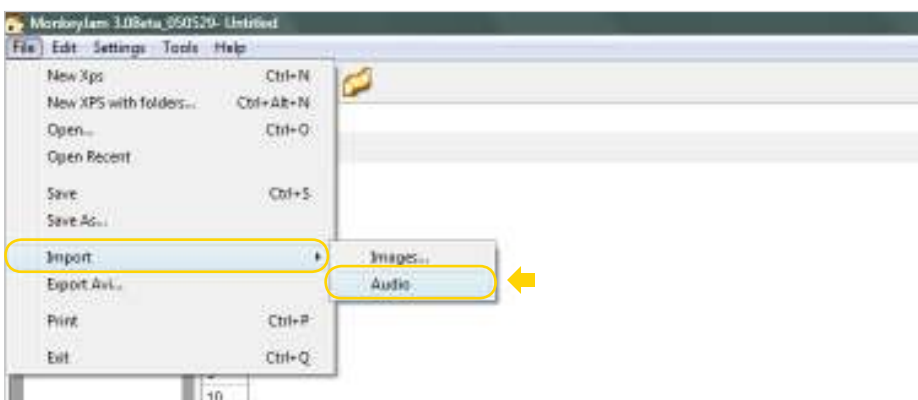 MonkeyJam 3.0Beta_050529- Untitled
File Edit Settings Tools Help
New Xps Ctrl+N
New XPS with folders... Ctrl+Alt+N
Open... Ctrl+O
Open Recent
Save Ctrl+S
Save As...
Import
Images...
Export Avi...
Audio
Print Ctrl+P
Exit Ctrl+Q
10